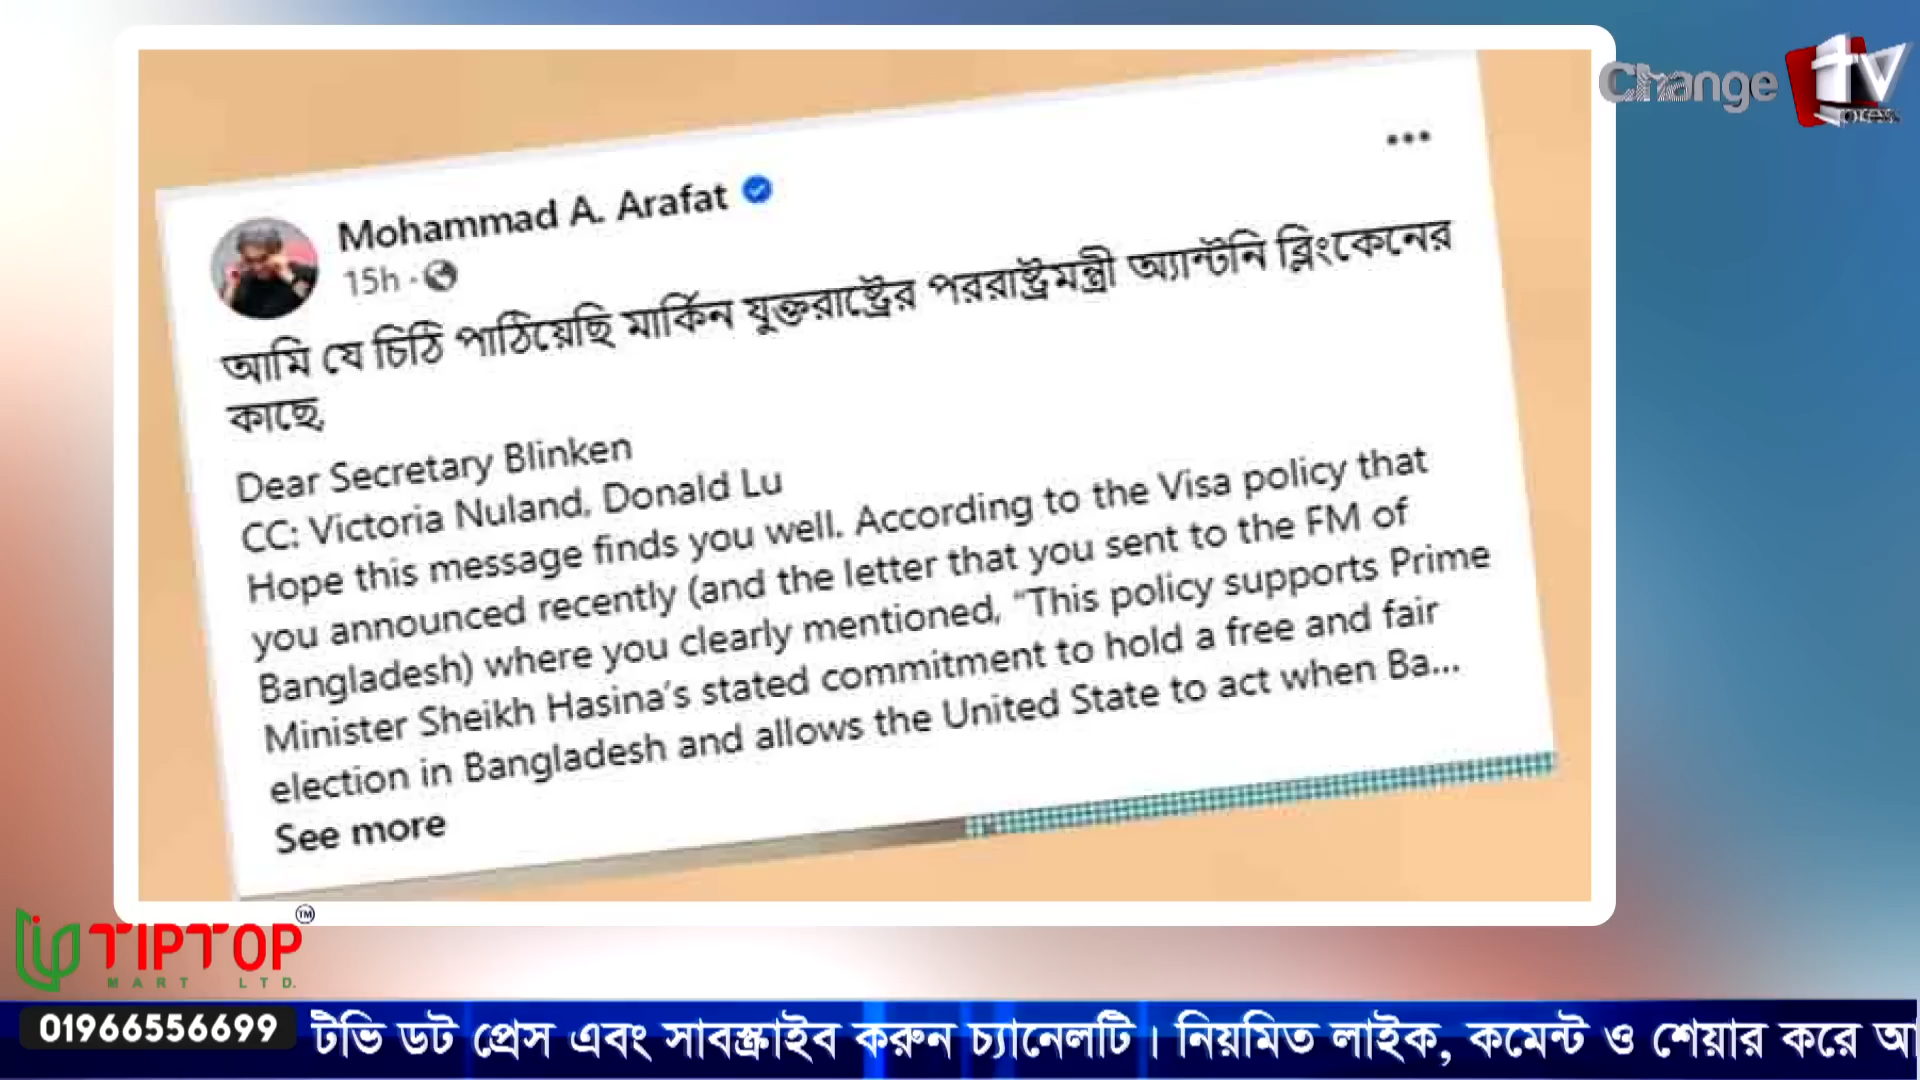 Change tv
press
Mohammad A. Arafat
15h
আমি যে চিঠি পাঠিয়েছি মার্কিন যুক্তরাষ্ট্রের পররাষ্ট্রমন্ত্রী অ্যান্টনি ব্লিংকেনের
কাছে,
Dear Secretary Blinken
CC: Victoria Nuland, Donald Lu
Hope this message finds you well. According to the Visa policy that
you announced recently (and the letter that you sent to the FM of
Bangladesh) where you clearly mentioned, “This policy supports Prime
Minister Sheikh Hasina’s stated commitment to hold a free and fair
election in Bangladesh and allows the United State to act when Ba...
See more
TIPTOP TM
MART LTD.
01966556699 টিভি ডট প্রেস এবং সাবস্ক্রাইব করুন চ্যানেলটি। নিয়মিত লাইক, কমেন্ট ও শেয়ার করে আ